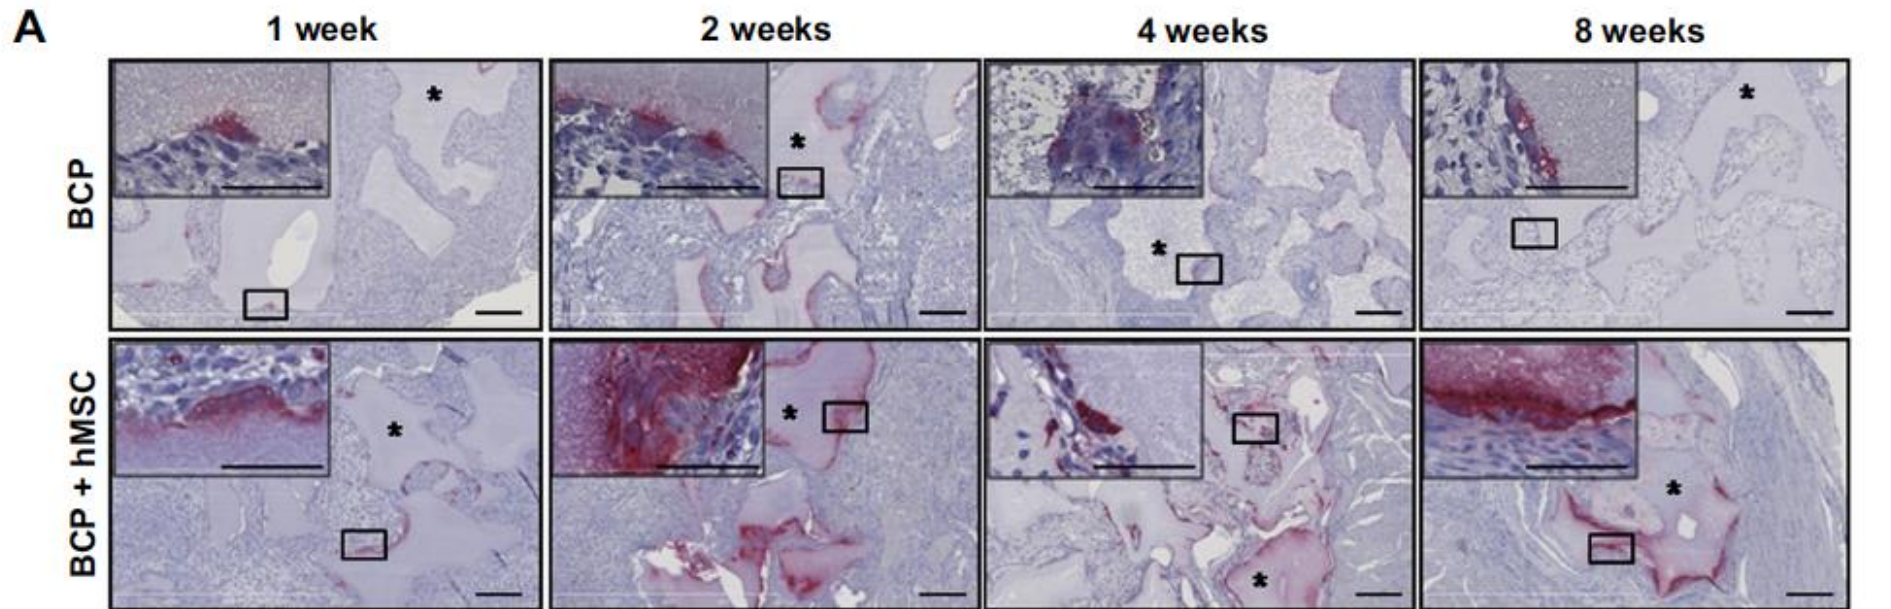 A
1 week 2 weeks 4 weeks 8 weeks
BCP
* * * *
BCP + hMSC
* * * *